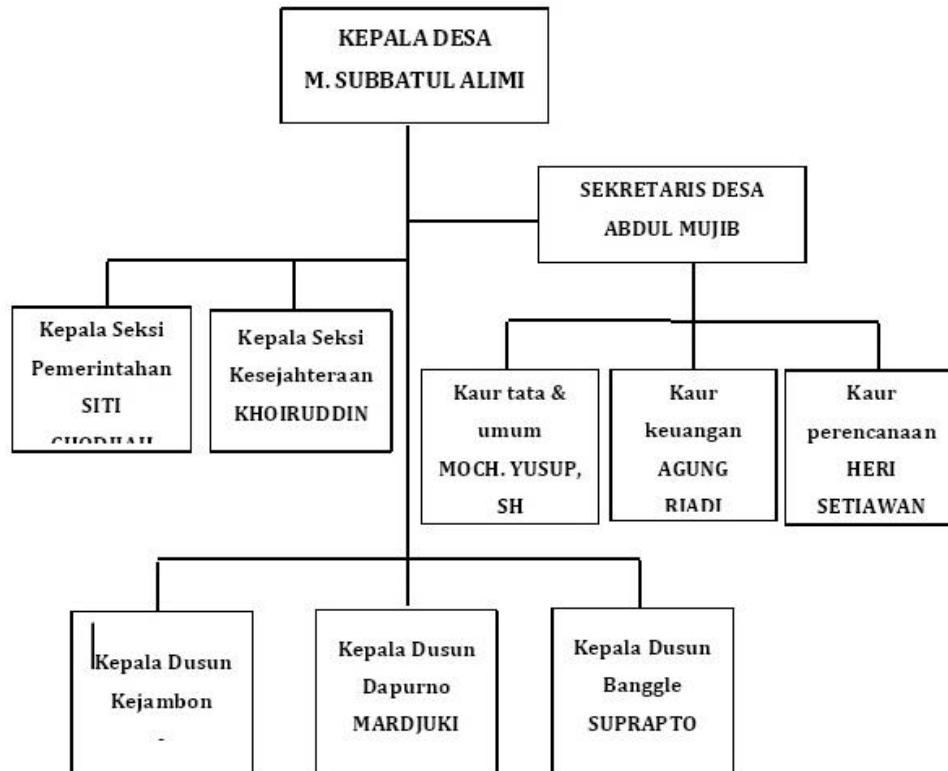 KEPALA DESA
M. SUBBATUL ALIMI
SEKRETARIS DESA
ABDUL MUJIB
Kepala Seksi
Pemerintahan
SITI
Kepala Seksi
Kesejahteraan
KHOIRUDDIN
Kaur tata &
umum
MOCH. YUSUP,
SH
Kaur
keuangan
AGUNG
RIADI
Kaur
perencanaan
HERI
SETIAWAN
Kepala Dusun
Kejambon
-
Kepala Dusun
Dapurno
MARDJUKI
Kepala Dusun
Banggle
SUPRAPTO